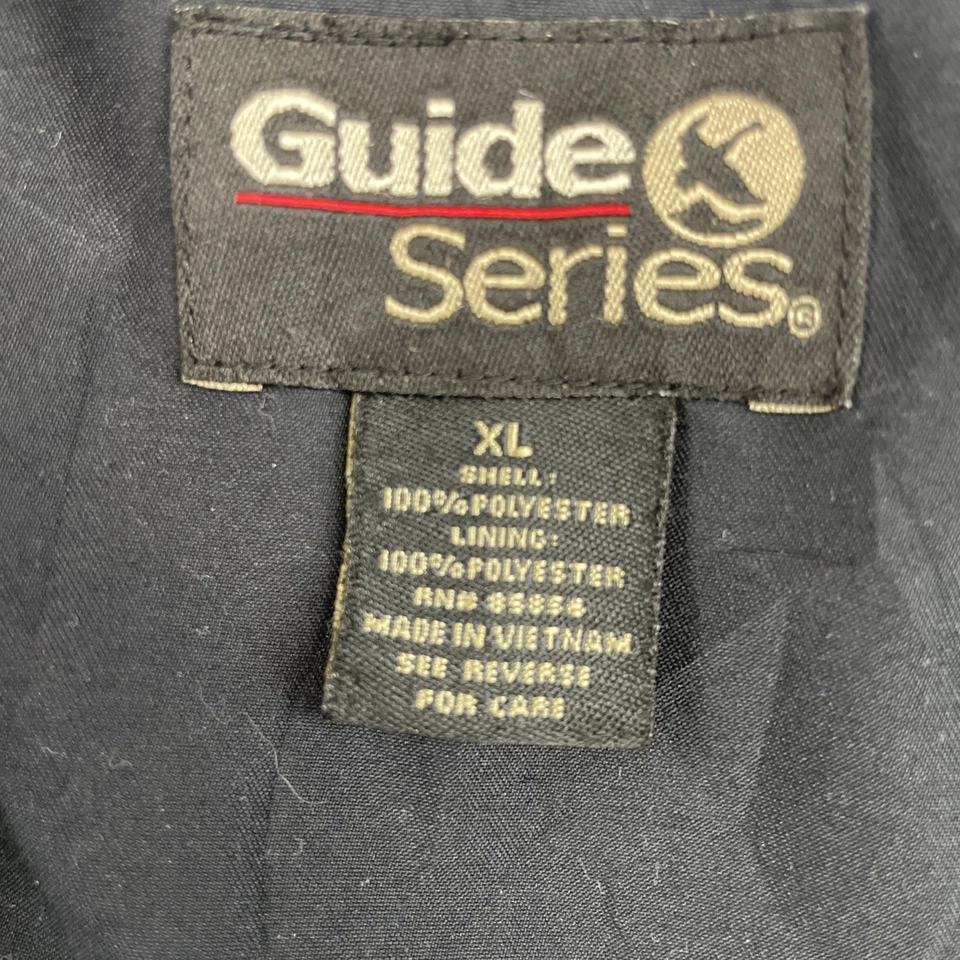 Guide
Series®
XL
SHELL:
100% POLYESTER
LINING:
100% POLYESTER
RN# 85854
MADE IN VIETNAM
SEE REVERSE
FOR CARE